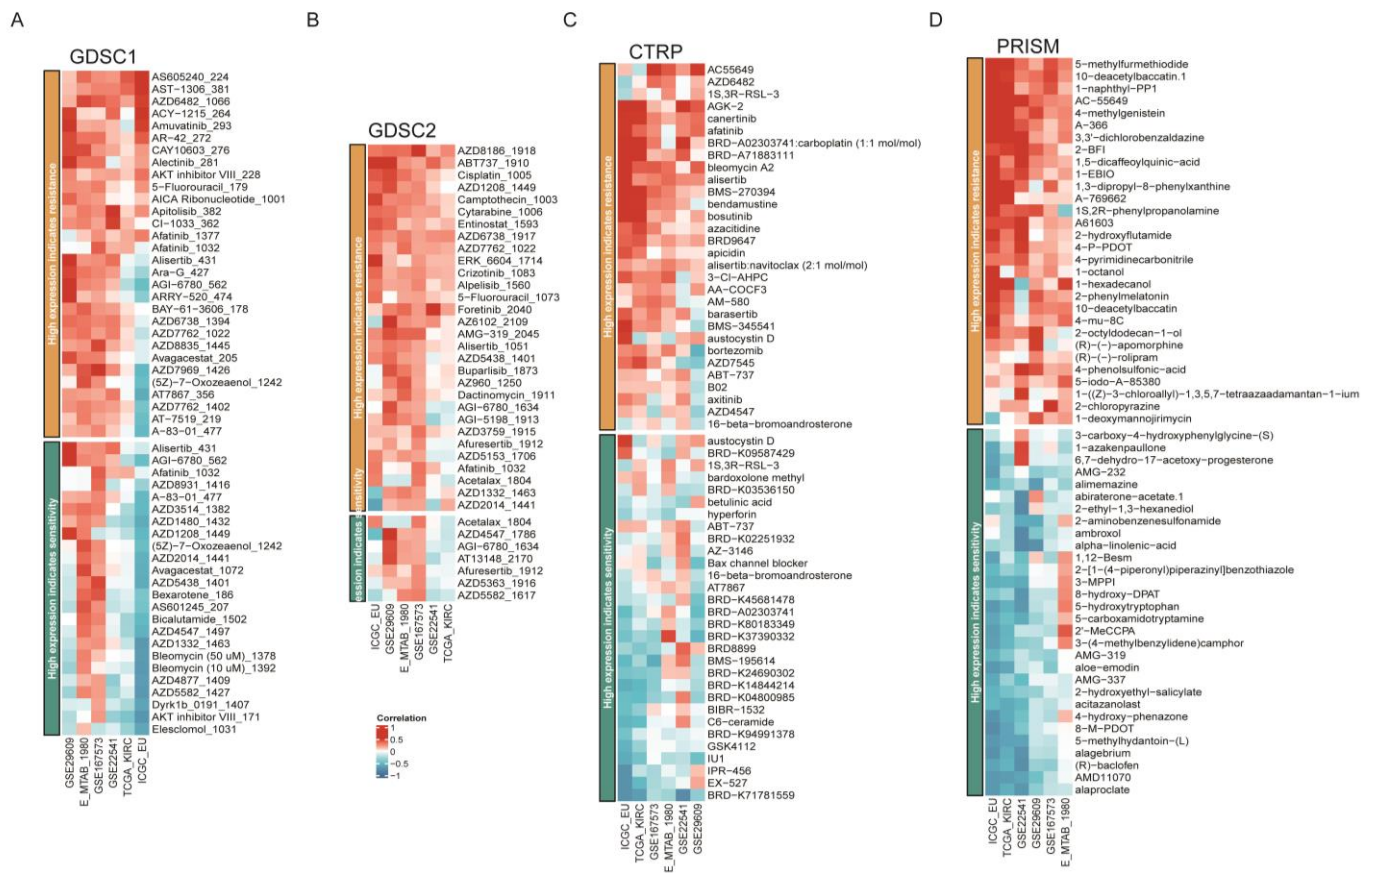 A
B
C
D
GDSC1
High expression indicates resistance
AS605240_224
AST−1306_381
AZD6482_1066
ACY−1215_264
Amuvatinib_293
AR−42_272
CAY10603_276
Alectinib_281
AKT inhibitor VIII_228
5−Fluorouracil_179
AICA Ribonucleotide_1001
Apitolisib_382
CI−1033_362
Afatinib_1377
Afatinib_1032
Alisertib_431
Ara−G_427
AGI−6780_562
ARRY−520_474
BAY−61−3606_178
AZD6738_1394
AZD7762_1022
AZD8835_1445
Avagacestat_205
AZD7969_1426
(5Z)−7−Oxozeaenol_1242
AT7867_356
AZD7762_1402
AT−7519_219
A−83−01_477
High expression indicates sensitivity
Alisertib_431
AGI−6780_562
Afatinib_1032
AZD8931_1416
A−83−01_477
AZD3514_1382
AZD1480_1432
AZD1208_1449
(5Z)−7−Oxozeaenol_1242
AZD2014_1441
Avagacestat_1072
AZD5438_1401
Bexarotene_186
AS601245_207
Bicalutamide_1502
AZD4547_1497
AZD1332_1463
Bleomycin (50 uM)_1378
Bleomycin (10 uM)_1392
AZD4877_1409
AZD5582_1427
Dyrk1b_0191_1407
AKT inhibitor VIII_171
Elesclomol_1031
GSE29609
E_MTAB_1980
GSE167573
GSE22541
TCGA_KIRC
ICGC_EU
GDSC2
High expression indicates resistance
AZD8186_1918
ABT737_1910
Cisplatin_1005
AZD1208_1449
Camptothecin_1003
Cytarabine_1006
Entinostat_1593
AZD6738_1917
AZD7762_1022
ERK_6604_1714
Crizotinib_1083
Alpelisib_1560
5−Fluorouracil_1073
Foretinib_2040
AZ6102_2109
AMG−319_2045
Alisertib_1051
AZD5438_1401
Buparlisib_1873
AZ960_1250
Dactinomycin_1911
AGI−6780_1634
AGI−5198_1913
AZD3759_1915
Afuresertib_1912
AZD5153_1706
Afatinib_1032
Acetalax_1804
AZD1332_1463
AZD2014_1441
ession indicates sensitivity
Acetalax_1804
AZD4547_1786
AGI−6780_1634
AT13148_2170
Afuresertib_1912
AZD5363_1916
AZD5582_1617
ICGC_EU
GSE29609
E_MTAB_1980
GSE167573
GSE22541
TCGA_KIRC
Correlation
1
0.5
0
−0.5
−1
CTRP
High expression indicates resistance
AC55649
AZD6482
1S,3R−RSL−3
AGK−2
canertinib
afatinib
BRD−A02303741:carboplatin (1:1 mol/mol)
BRD−A71883111
bleomycin A2
alisertib
BMS−270394
bendamustine
bosutinib
azacitidine
BRD9647
apicidin
alisertib:navitoclax (2:1 mol/mol)
3−Cl−AHPC
AA−COCF3
AM−580
barasertib
BMS−345541
austocystin D
bortezomib
AZD7545
ABT−737
B02
axitinib
AZD4547
16−beta−bromoandrosterone
High expression indicates sensitivity
austocystin D
BRD−K09587429
1S,3R−RSL−3
bardoxolone methyl
BRD−K03536150
betulinic acid
hyperforin
ABT−737
BRD−K02251932
AZ−3146
Bax channel blocker
16−beta−bromoandrosterone
AT7867
BRD−K45681478
BRD−A02303741
BRD−K80183349
BRD−K37390332
BRD8899
BMS−195614
BRD−K24690302
BRD−K14844214
BRD−K04800985
BIBR−1532
C6−ceramide
BRD−K94991378
GSK4112
IU1
IPR−456
EX−527
BRD−K71781559
ICGC_EU
TCGA_KIRC
GSE167573
E_MTAB_1980
GSE22541
GSE29609
PRISM
High expression indicates resistance
5−methylfurmethiodide
10−deacetylbaccatin.1
1−naphthyl−PP1
AC−55649
4−methylgenistein
A−366
3,3'−dichlorobenzaldazine
2−BFI
1,5−dicaffeoylquinic−acid
1−EBIO
1,3−dipropyl−8−phenylxanthine
A−769662
1S,2R−phenylpropanolamine
A61603
2−hydroxyflutamide
4−P−PDOT
4−pyrimidinecarbonitrile
1−octanol
1−hexadecanol
2−phenylmelatonin
10−deacetylbaccatin
4−mu−8C
2−octyldodecan−1−ol
(R)−(−)−apomorphine
(R)−(−)−rolipram
4−phenolsulfonic−acid
5−iodo−A−85380
1−((Z)−3−chloroallyl)−1,3,5,7−tetraazaadamantan−1−ium
2−chloropyrazine
1−deoxymannojirimycin
High expression indicates sensitivity
3−carboxy−4−hydroxyphenylglycine−(S)
1−azakenpaullone
6,7−dehydro−17−acetoxy−progesterone
AMG−232
alimemazine
abiraterone−acetate.1
2−ethyl−1,3−hexanediol
2−aminobenzenesulfonamide
ambroxol
alpha−linolenic−acid
1,12−Besm
2−[1−(4−piperonyl)piperazinyl]benzothiazole
3−MPPI
8−hydroxy−DPAT
5−hydroxytryptophan
5−carboxamidotryptamine
2'−MeCCPA
3−(4−methylbenzylidene)camphor
AMG−319
aloe−emodin
AMG−337
2−hydroxyethyl−salicylate
acitazanolast
4−hydroxy−phenazone
8−M−PDOT
5−methylhydantoin−(L)
alagebrium
(R)−baclofen
AMD11070
alaproclate
ICGC_EU
TCGA_KIRC
GSE22541
GSE29609
GSE167573
E_MTAB_1980